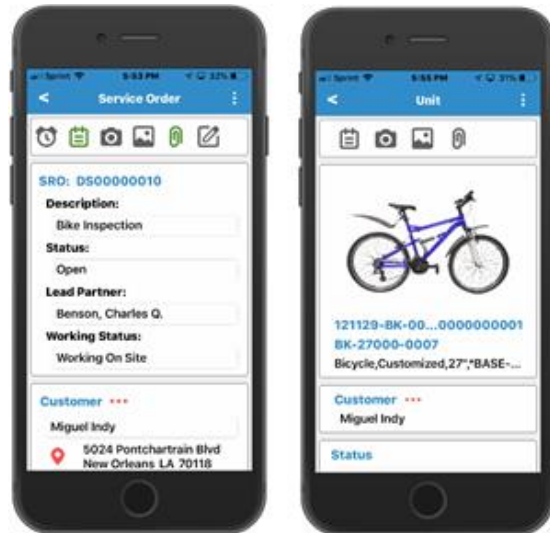 Sprint 5:53 PM 32%
Service Order
SRO: DS00000010
Description:
Bike Inspection
Status:
Open
Lead Partner:
Benson, Charles Q.
Working Status:
Working On Site
Customer
Miguel Indy
5024 Pontchartrain Blvd
New Orleans LA 70118
Sprint 5:55 PM 31%
Unit
121129-BK-00...0000000001
BK-27000-0007
Bicycle,Customized,27",*BASE-...
Customer
Miguel Indy
Status